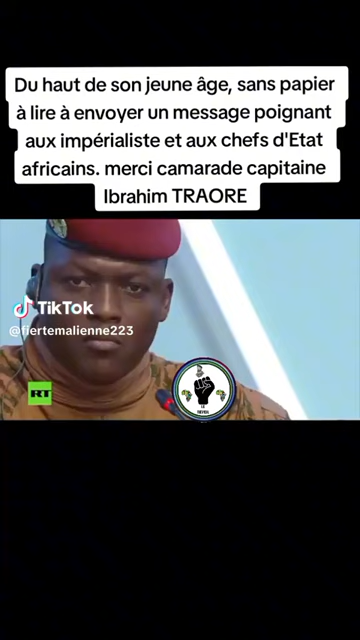 Du haut de son jeune âge, sans papier
à lire à envoyer un message poignant
aux impérialiste et aux chefs d'Etat
africains. merci camarade capitaine
Ibrahim TRAORE
TikTok
@fiertemalienne223
RT